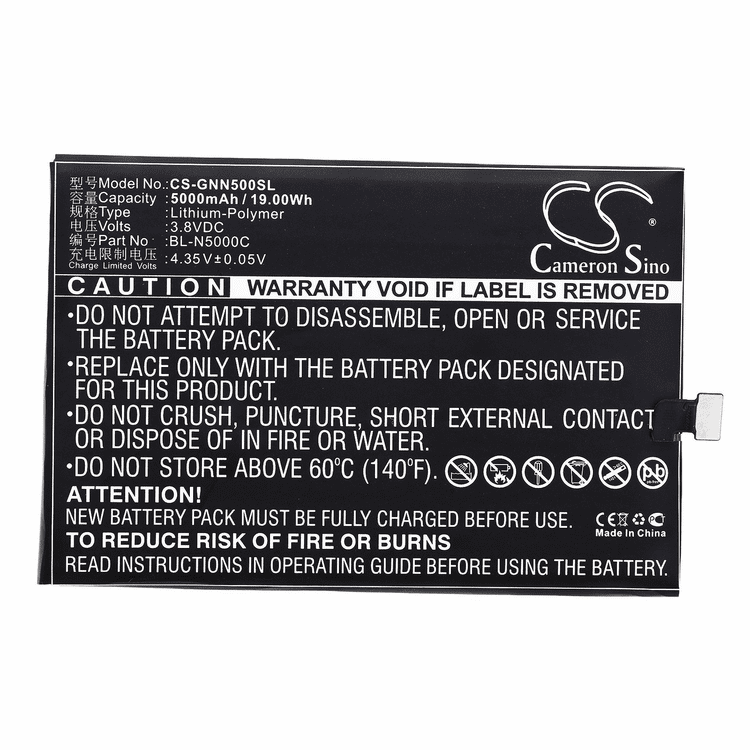 型号Model No.: CS-GNN500SL
容量Capacity: 5000mAh / 19.00Wh
类型Type: Lithium-Polymer
电压Volts: 3.8VDC
编号Part No: BL-N5000C
充电限制电压: 4.35V±0.05V
Charge Limited Volts
CS®
Cameron Sino
CAUTION WARRANTY VOID IF LABEL IS REMOVED
•DO NOT ATTEMPT TO DISASSEMBLE, OPEN OR SERVICE
THE BATTERY PACK.
•REPLACE ONLY WITH THE BATTERY PACK DESIGNATED
FOR THIS PRODUCT.
•DO NOT CRUSH, PUNCTURE, SHORT EXTERNAL CONTACT
OR DISPOSE OF IN FIRE OR WATER.
•DO NOT STORE ABOVE 60°C (140°F).
Pb
ATTENTION!
NEW BATTERY PACK MUST BE FULLY CHARGED BEFORE USE.
CE
Made In China
TO REDUCE RISK OF FIRE OR BURNS
READ INSTRUCTIONS IN OPERATING GUIDE BEFORE USING THE BATTERY.